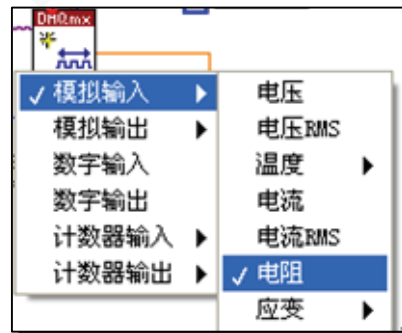 DAQmx
模拟输入
模拟输出
数字输入
数字输出
计数器输入
计数器输出
电压
电压RMS
温度
电流
电流RMS
电阻
应变